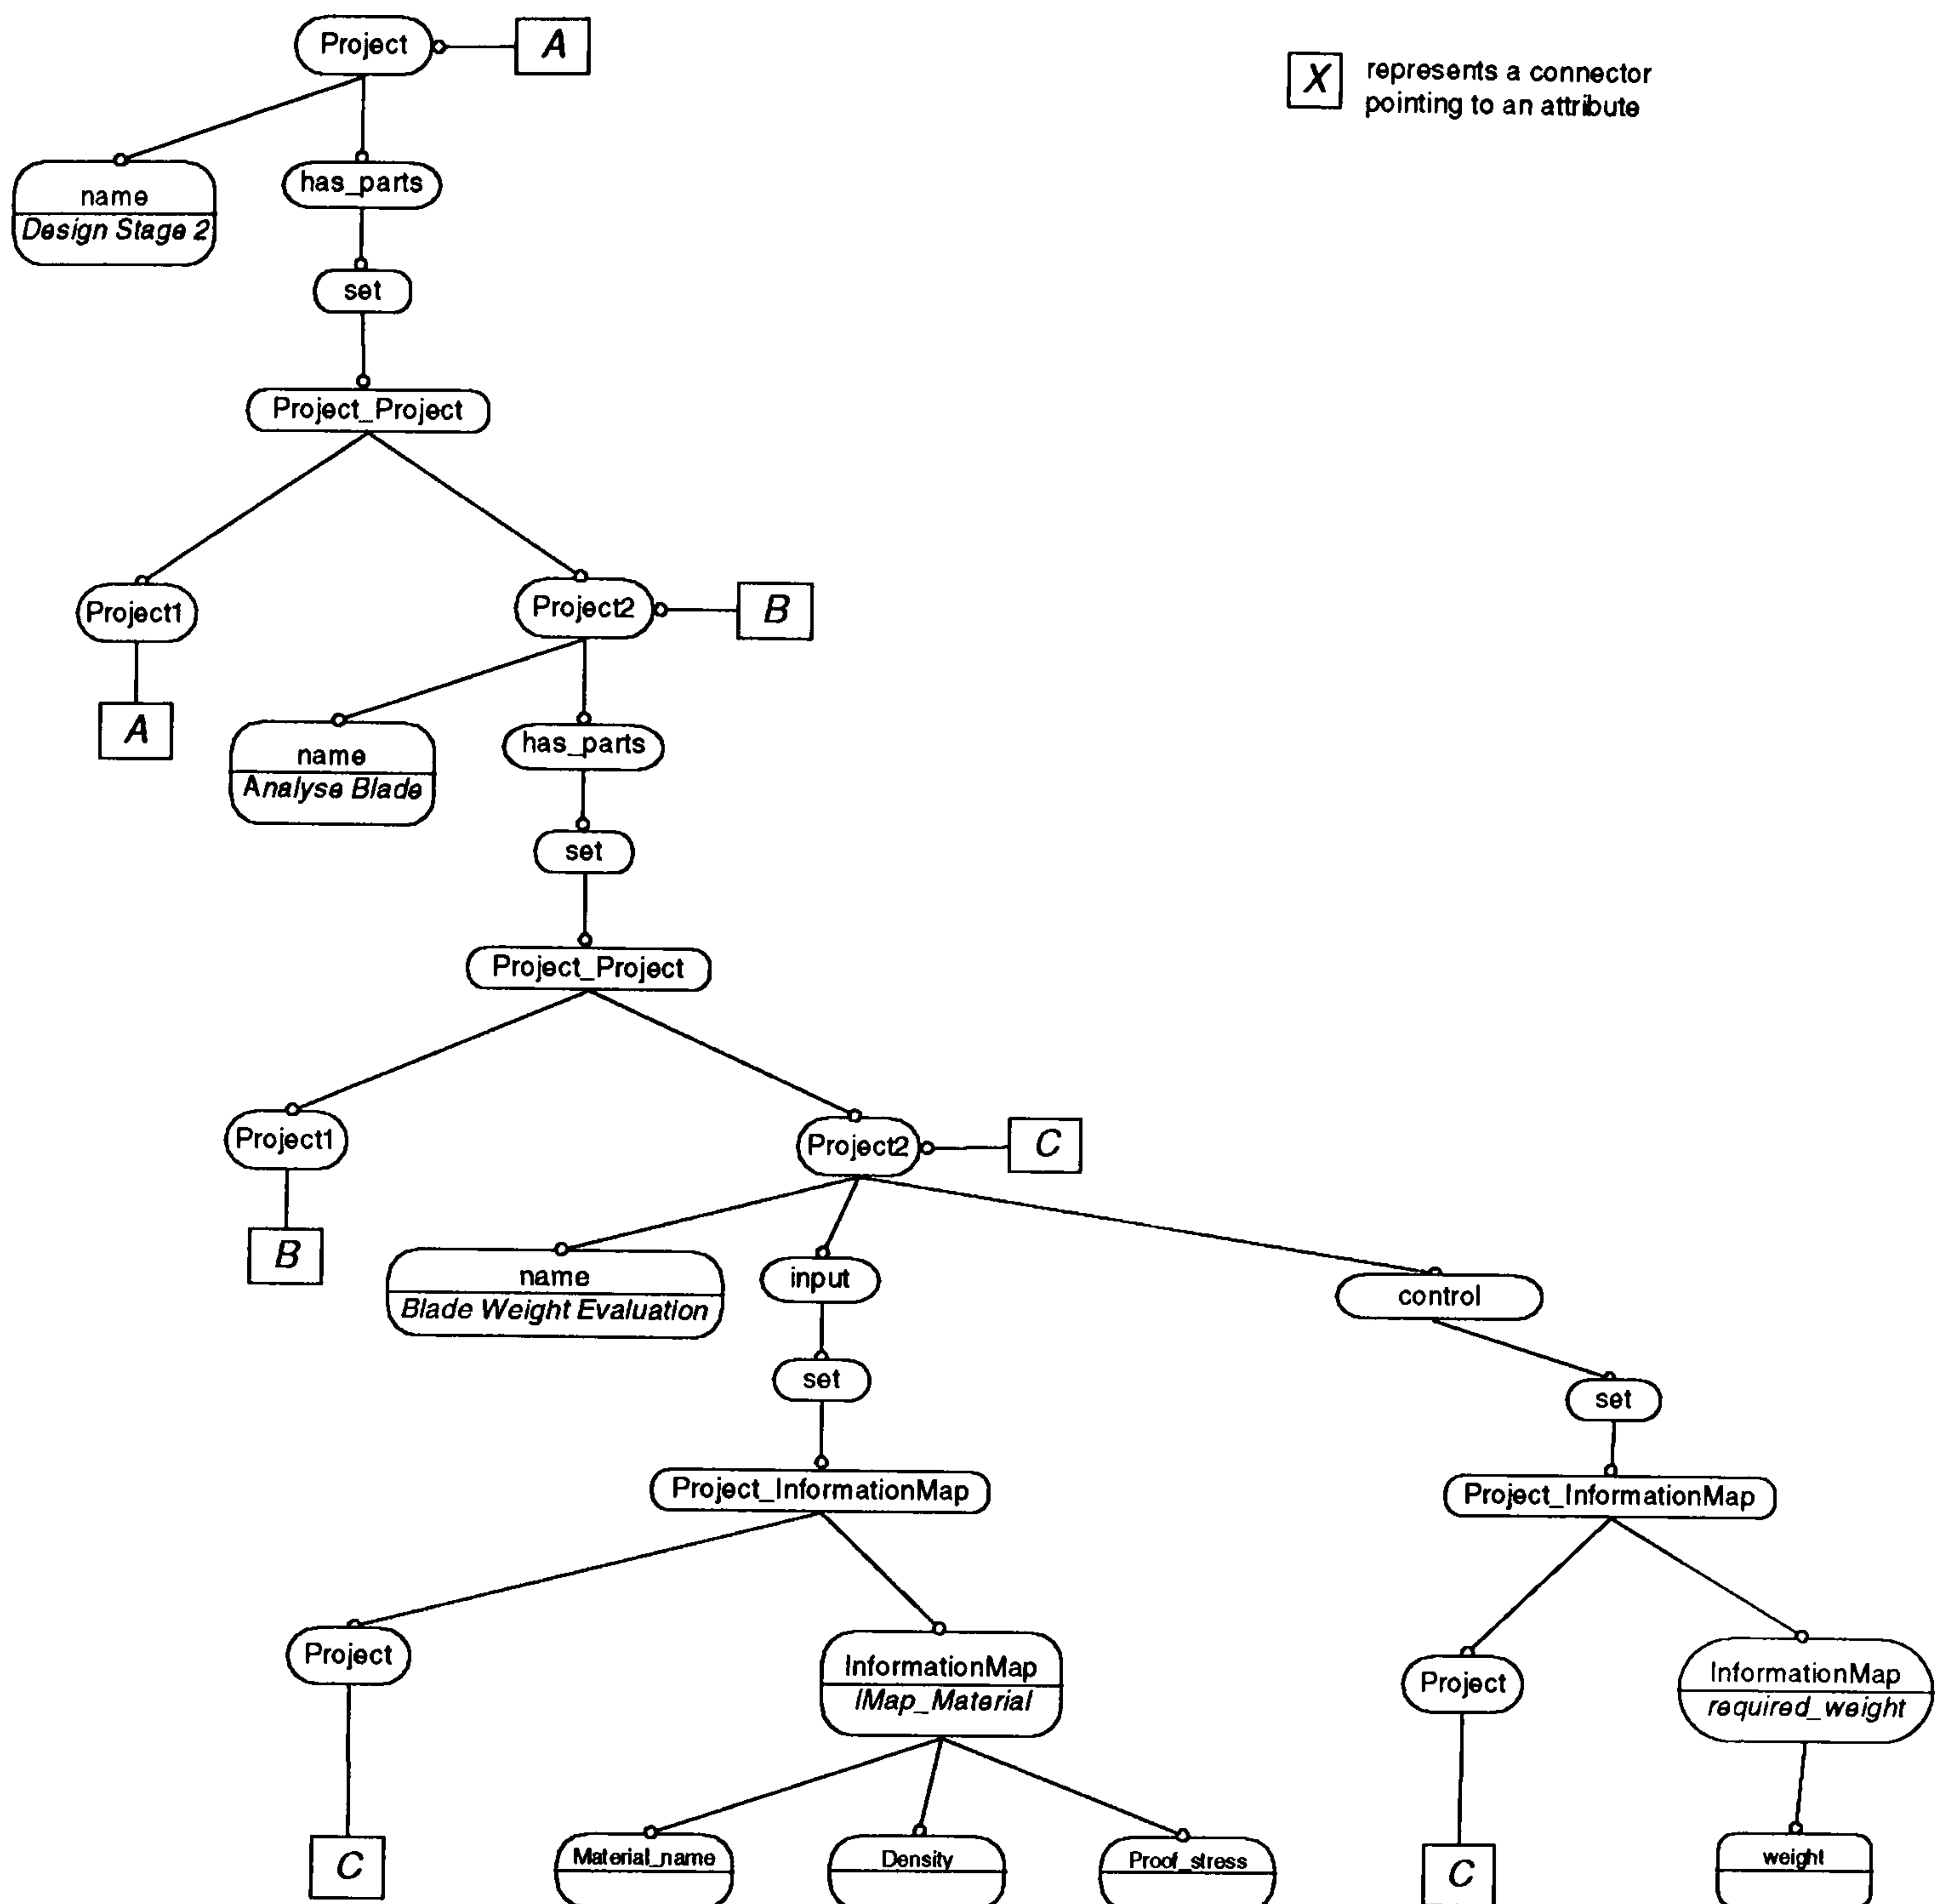 Project
A
X
represents a connector
pointing to an attribute
name
Design Stage 2
has_parts
set
Project_Project
Project1
Project2
B
A
name
Analyse Blade
has_parts
set
Project_Project
Project1
Project2
C
B
name
Blade Weight Evaluation
input
control
set
set
Project_InformationMap
Project_InformationMap
Project
InformationMap
IMap_Material
Project
InformationMap
required_weight
C
Material_name
Density
Proof_stress
C
weight